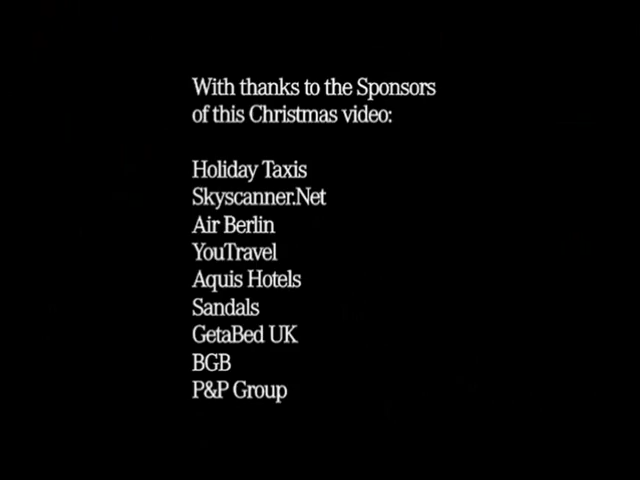 With thanks to the Sponsors
of this Christmas video:
Holiday Taxis
Skyscanner.Net
Air Berlin
YouTravel
Aquis Hotels
Sandals
GetaBed UK
BGB
P&P Group